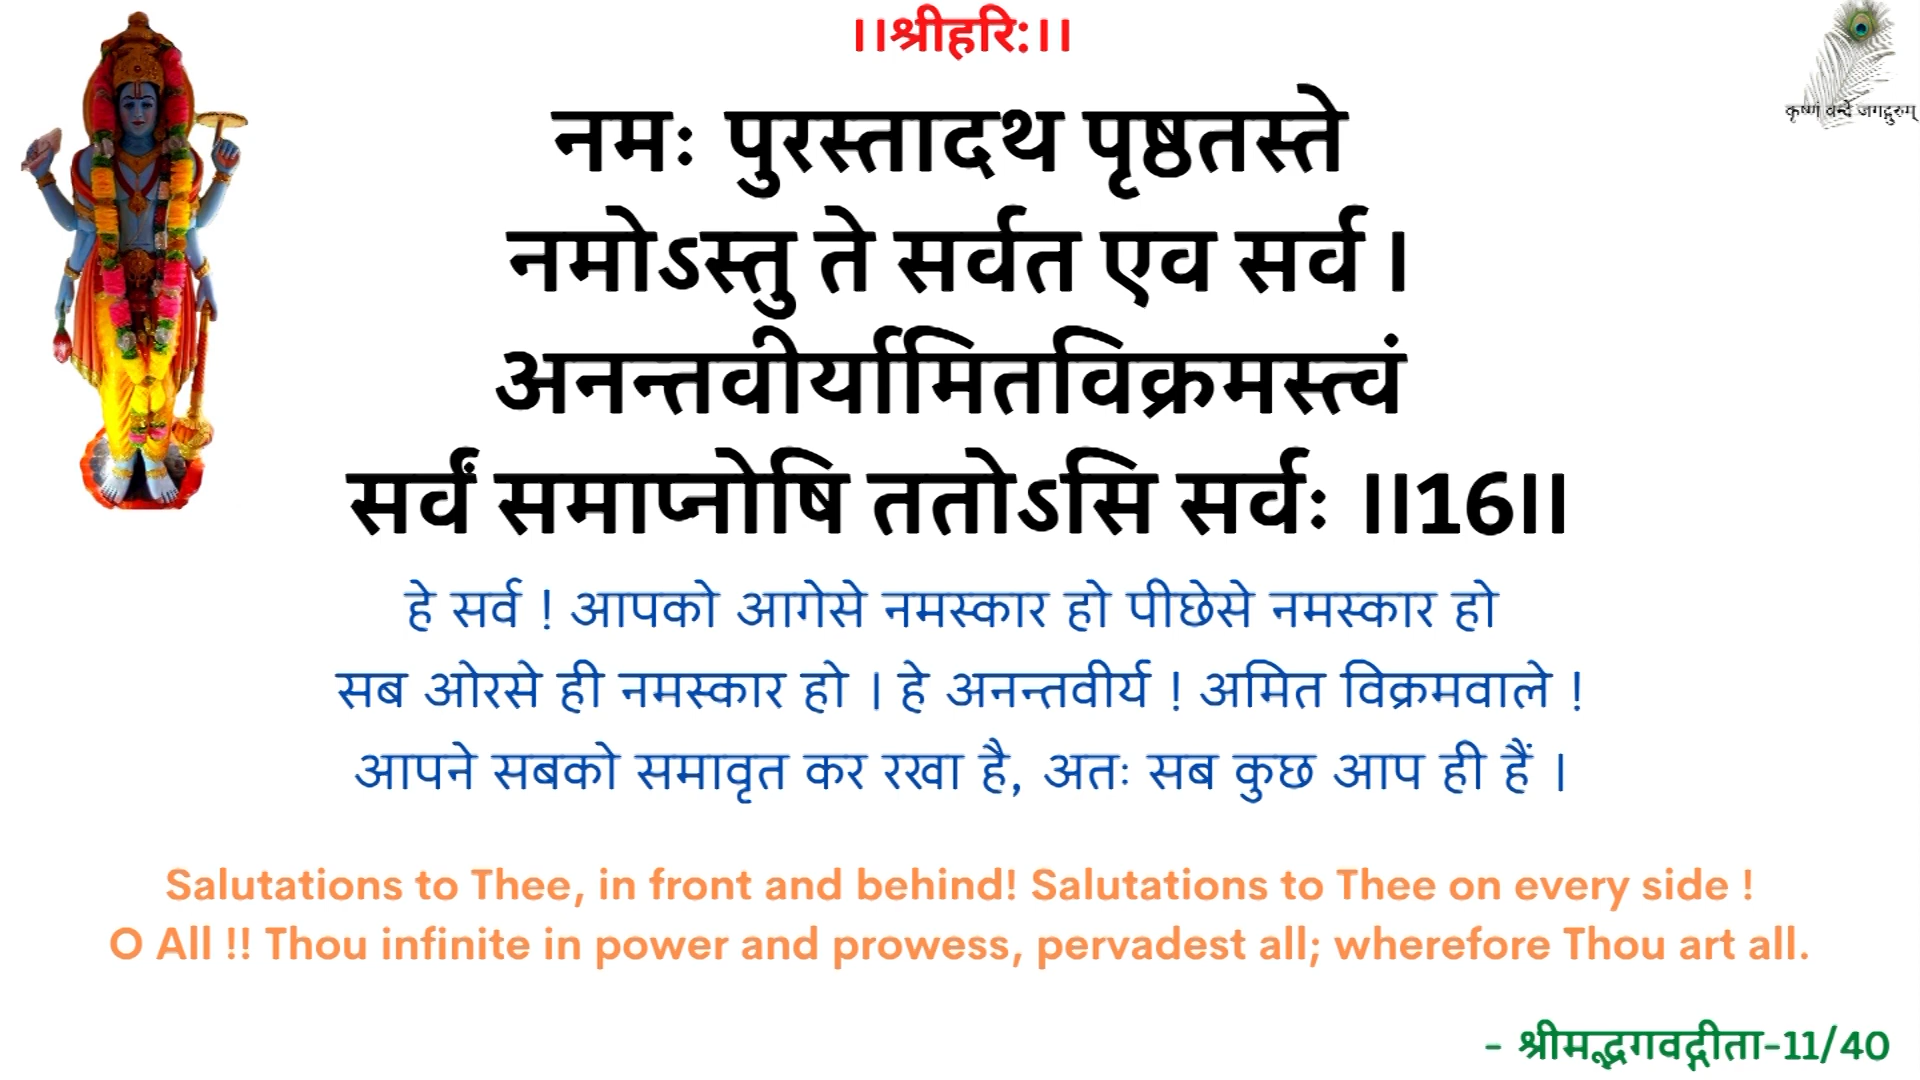 ।।श्रीहरि:।।
कृष्णं वन्दे जगद्गुरुम्
नमः पुरस्तादथ पृष्ठतस्ते
नमोऽस्तु ते सर्वत एव सर्व।
अनन्तवीर्यामितविक्रमस्त्वं
सर्वं समाप्नोषि ततोऽसि सर्वः ॥16॥
हे सर्व ! आपको आगेसे नमस्कार हो पीछेसे नमस्कार हो
सब ओरसे ही नमस्कार हो । हे अनन्तवीर्य ! अमित विक्रमवाले !
आपने सबको समावृत कर रखा है, अतः सब कुछ आप ही हैं ।
Salutations to Thee, in front and behind! Salutations to Thee on every side !
O All !! Thou infinite in power and prowess, pervadest all; wherefore Thou art all.
- श्रीमद्भगवद्गीता-11/40